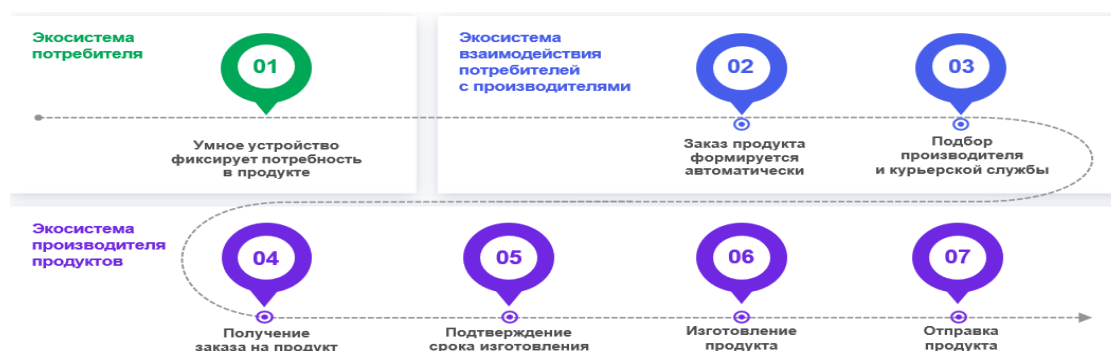 Экосистема
потребителя
01
Умное устройство
фиксирует потребность
в продукте
Экосистема
взаимодействия
потребителей
с производителями
02
Заказ продукта
формируется
автоматически
03
Подбор
производителя
и курьерской службы
Экосистема
производителя
продуктов
04
Получение
заказа на продукт
05
Подтверждение
срока изготовления
06
Изготовление
продукта
07
Отправка
продукта